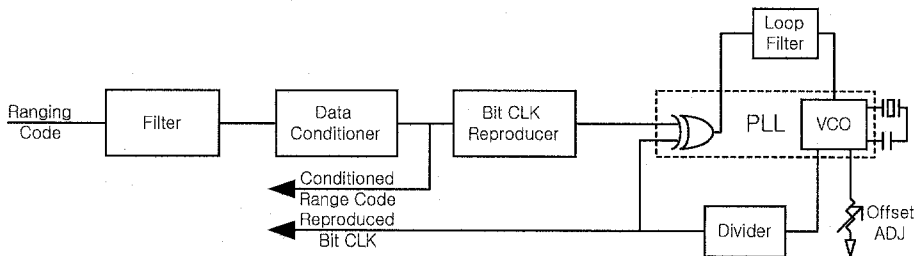 Loop
Filter
Ranging
Code
Filter
Data
Conditioner
Bit CLK
Reproducer
PLL
VCO
Conditioned
Range Code
Reproduced
Bit CLK
Divider
Offset
ADJ